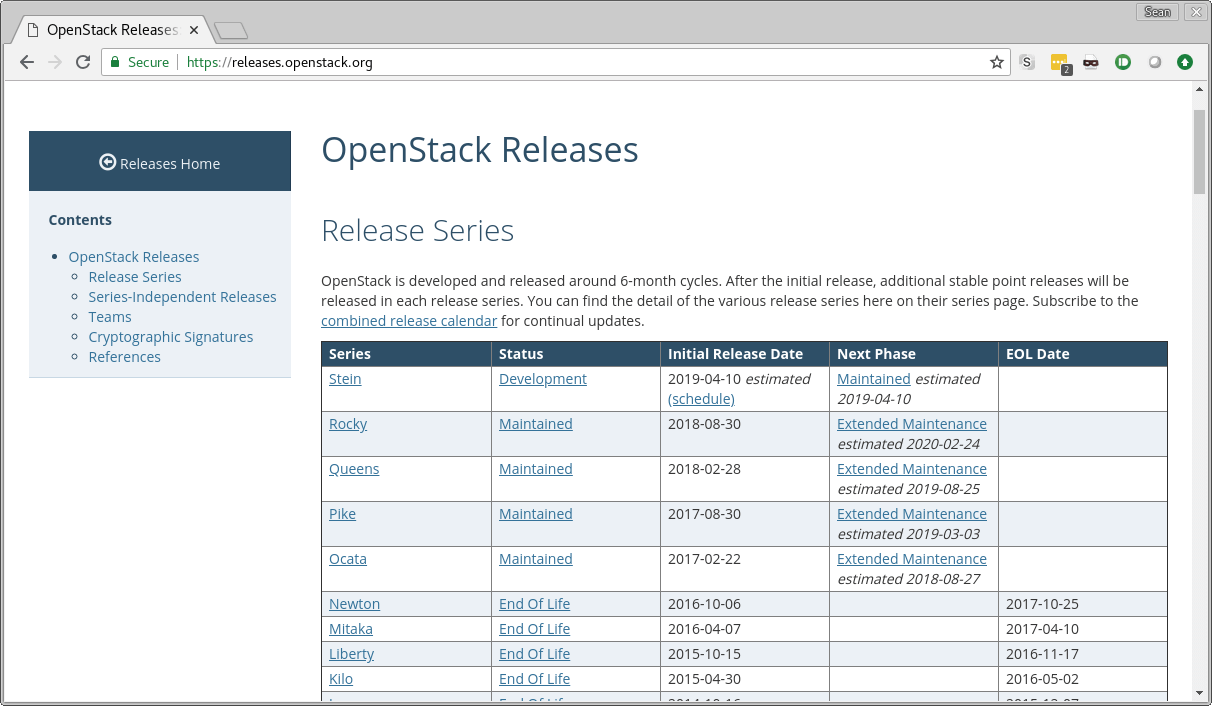 OpenStack Releases
Sean
Secure
https://releases.openstack.org
S
2
Releases Home
Contents
OpenStack Releases
Release Series
Series-Independent Releases
Teams
Cryptographic Signatures
References
OpenStack Releases
Release Series
OpenStack is developed and released around 6-month cycles. After the initial release, additional stable point releases will be
released in each release series. You can find the detail of the various release series here on their series page. Subscribe to the
combined release calendar for continual updates.
Series Status Initial Release Date Next Phase EOL Date
Stein Development 2019-04-10 estimated Maintained estimated
(schedule) 2019-04-10
Rocky Maintained 2018-08-30 Extended Maintenance
estimated 2020-02-24
Queens Maintained 2018-02-28 Extended Maintenance
estimated 2019-08-25
Pike Maintained 2017-08-30 Extended Maintenance
estimated 2019-03-03
Ocata Maintained 2017-02-22 Extended Maintenance
estimated 2018-08-27
Newton End Of Life 2016-10-06 2017-10-25
Mitaka End Of Life 2016-04-07 2017-04-10
Liberty End Of Life 2015-10-15 2016-11-17
Kilo End Of Life 2015-04-30 2016-05-02